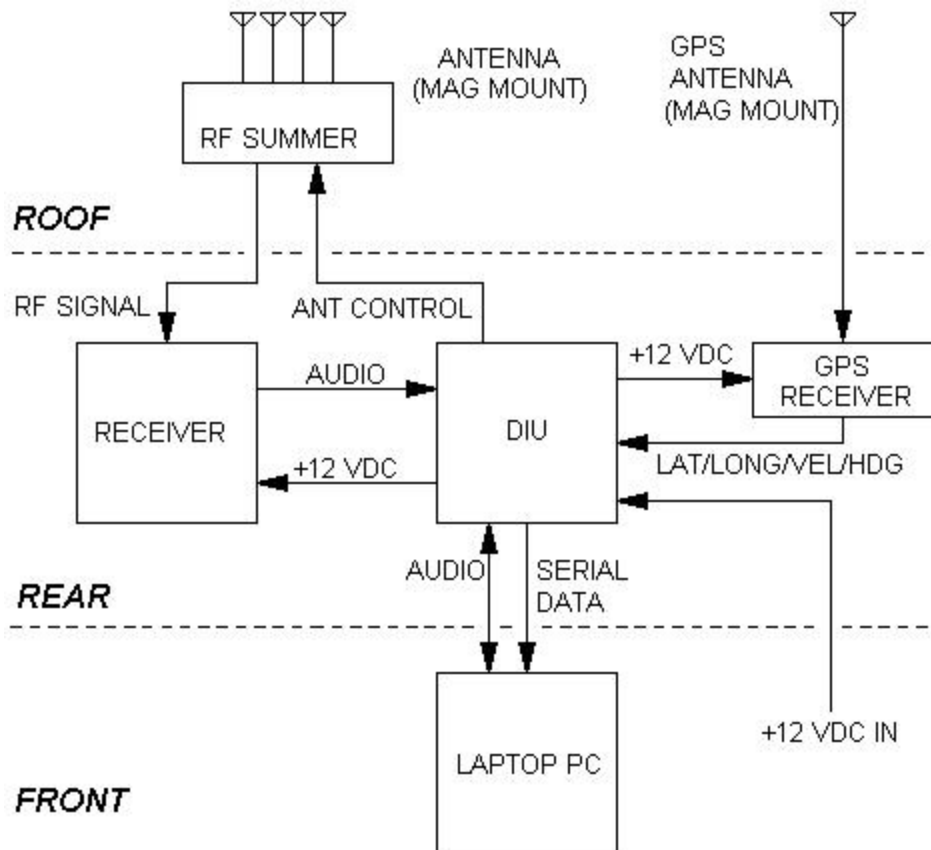 ANTENNA
(MAG MOUNT)
GPS
ANTENNA
(MAG MOUNT)
RF SUMMER
ROOF
RF SIGNAL
ANT CONTROL
AUDIO
+12 VDC
GPS
RECEIVER
RECEIVER
DIU
+12 VDC
LAT/LONG/VEL/HDG
AUDIO
SERIAL
DATA
REAR
+12 VDC IN
LAPTOP PC
FRONT